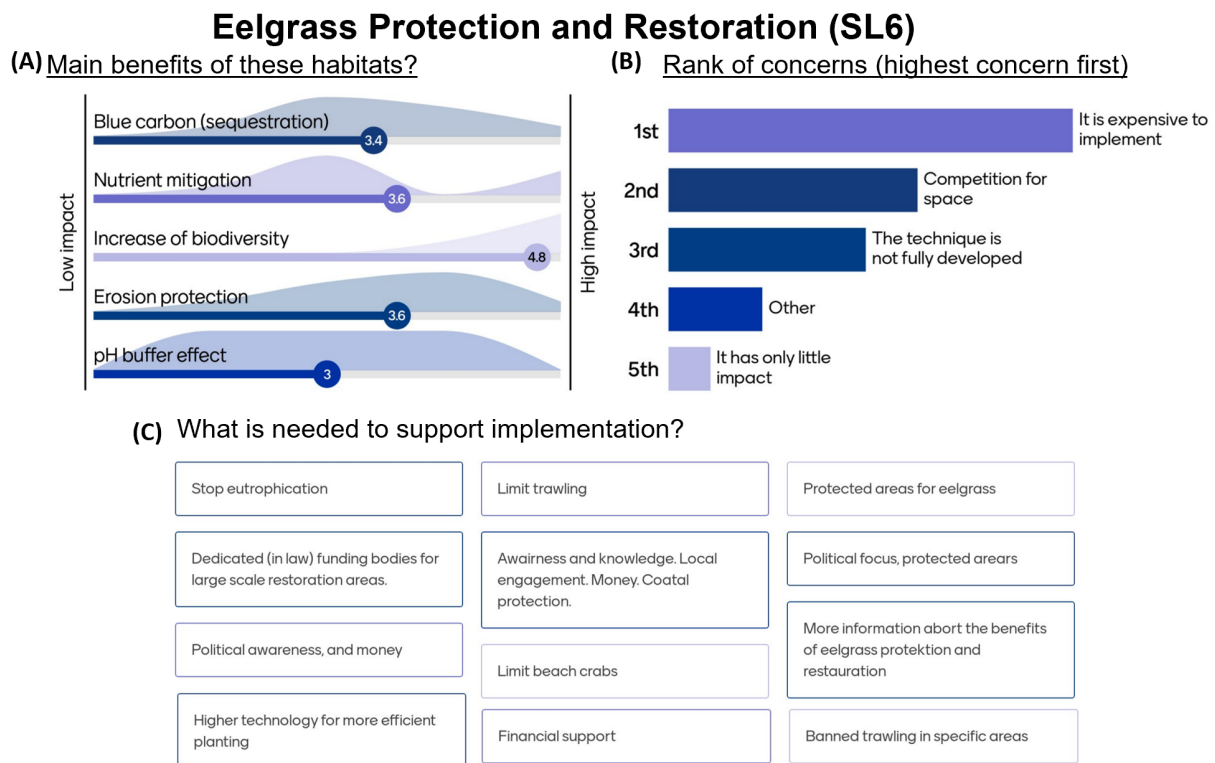 Eelgrass Protection and Restoration (SL6)
(A) Main benefits of these habitats?
Low impact
High impact
Blue carbon (sequestration)
3.4
Nutrient mitigation
3.6
Increase of biodiversity
4.8
Erosion protection
3.6
pH buffer effect
3
(B) Rank of concerns (highest concern first)
1st
It is expensive to
implement
2nd
Competition for
space
3rd
The technique is
not fully developed
4th
Other
5th
It has only little
impact
(C) What is needed to support implementation?
Stop eutrophication
Limit trawling
Protected areas for eelgrass
Dedicated (in law) funding bodies for
large scale restoration areas.
Awairness and knowledge. Local
engagement. Money. Coatal
protection.
Political focus, protected arears
Political awareness, and money
Limit beach crabs
More information abort the benefits
of eelgrass protektion and
restauration
Higher technology for more efficient
planting
Financial support
Banned trawling in specific areas